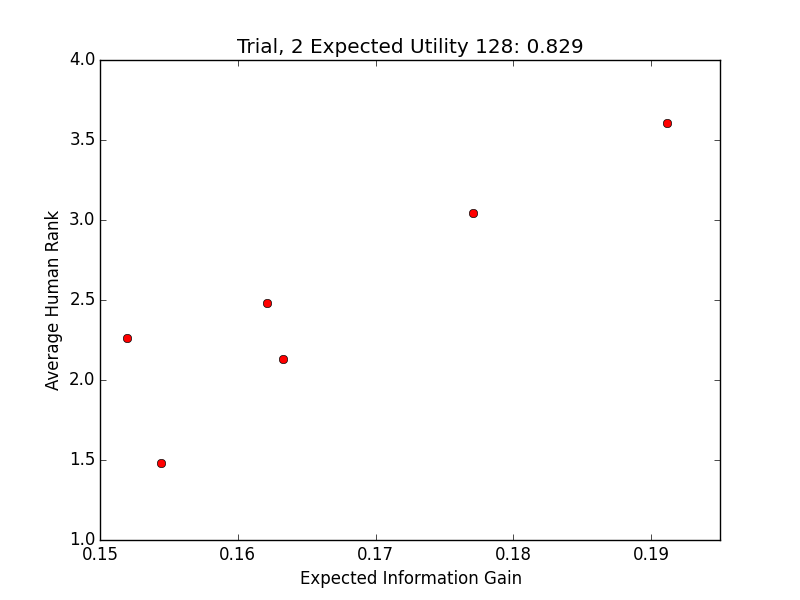 Trial, 2 Expected Utility 128: 0.829
4.0
3.5
3.0
2.5
2.0
1.5
1.0
Average Human Rank
0.15 0.16 0.17 0.18 0.19
Expected Information Gain